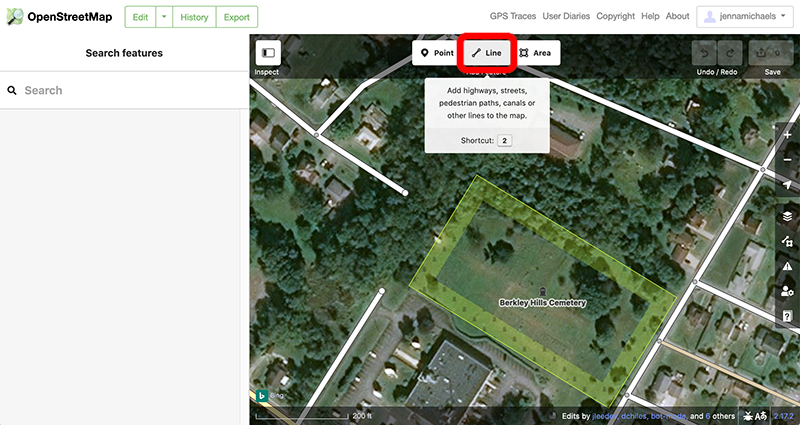 OpenStreetMap
Edit
History
Export
GPS Traces
User Diaries
Copyright
Help
About
jennamichaels
Search features
Search
Inspect
Point
Line
Area
Add Feature
Undo / Redo
0
Save
Add highways, streets,
pedestrian paths, canals or
other lines to the map.
Shortcut: 2
Berkley Hills Cemetery
Bing
200 ft
Edits by jleedev, dchiles, bot-mode, and 6 others
2.17.2